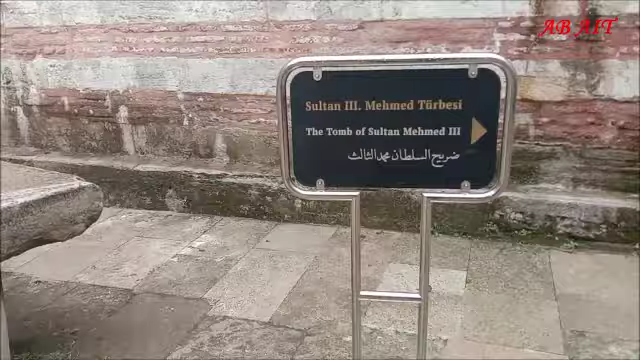 AB AIT
Sultan III. Mehmed Türbesi
The Tomb of Sultan Mehmed III
ضريح السلطان محمد الثالث